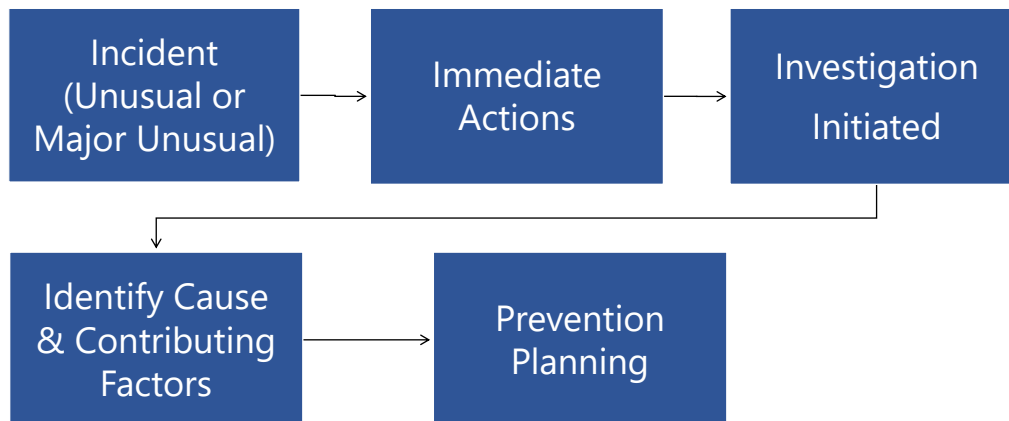 Incident
(Unusual or
Major Unusual)
Immediate
Actions
Investigation
Initiated
Identify Cause
& Contributing
Factors
Prevention
Planning